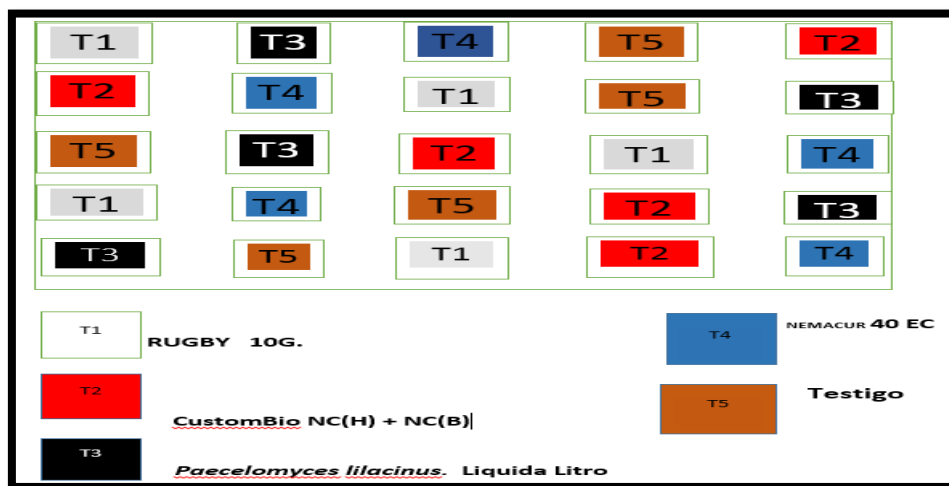 T1 T3 T4 T5 T2
T2 T4 T1 T5 T3
T5 T3 T2 T1 T4
T1 T4 T5 T2 T3
T3 T5 T1 T2 T4
T1 RUGBY 10G.
T4 NEMACUR 40 EC
T2 CustomBio NC(H) + NC(B)
T5 Testigo
T3 Paecelomyces lilacinus. Liquida Litro